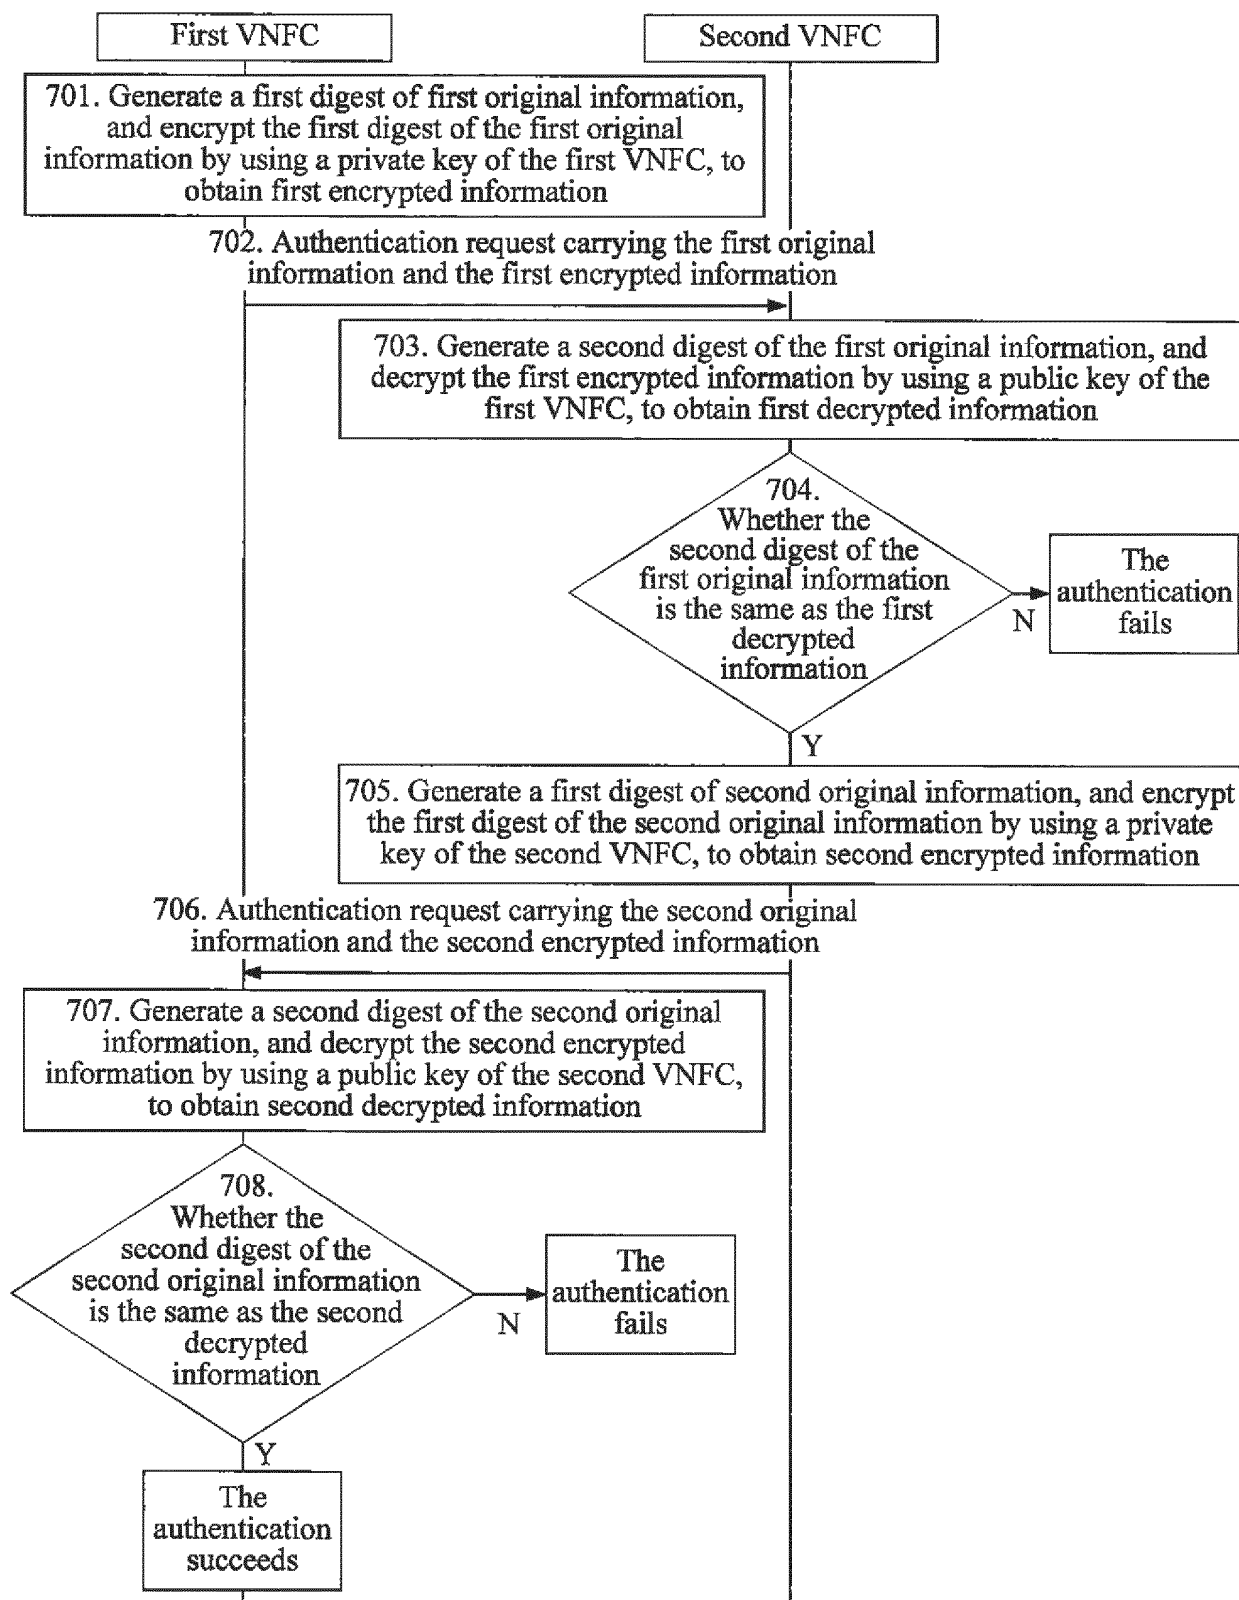 First VNFC
Second VNFC
701. Generate a first digest of first original information,
and encrypt the first digest of the first original
information by using a private key of the first VNFC, to
obtain first encrypted information
702. Authentication request carrying the first original
information and the first encrypted information
703. Generate a second digest of the first original information, and
decrypt the first encrypted information by using a public key of the
first VNFC, to obtain first decrypted information
704.
Whether the
second digest of the
first original information
is the same as the first
decrypted
information
N
The
authentication
fails
Y
705. Generate a first digest of second original information, and encrypt
the first digest of the second original information by using a private
key of the second VNFC, to obtain second encrypted information
706. Authentication request carrying the second original
information and the second encrypted information
707. Generate a second digest of the second original
information, and decrypt the second encrypted
information by using a public key of the second VNFC,
to obtain second decrypted information
708.
Whether the
second digest of the
second original information
is the same as the second
decrypted
information
N
The
authentication
fails
Y
The
authentication
succeeds